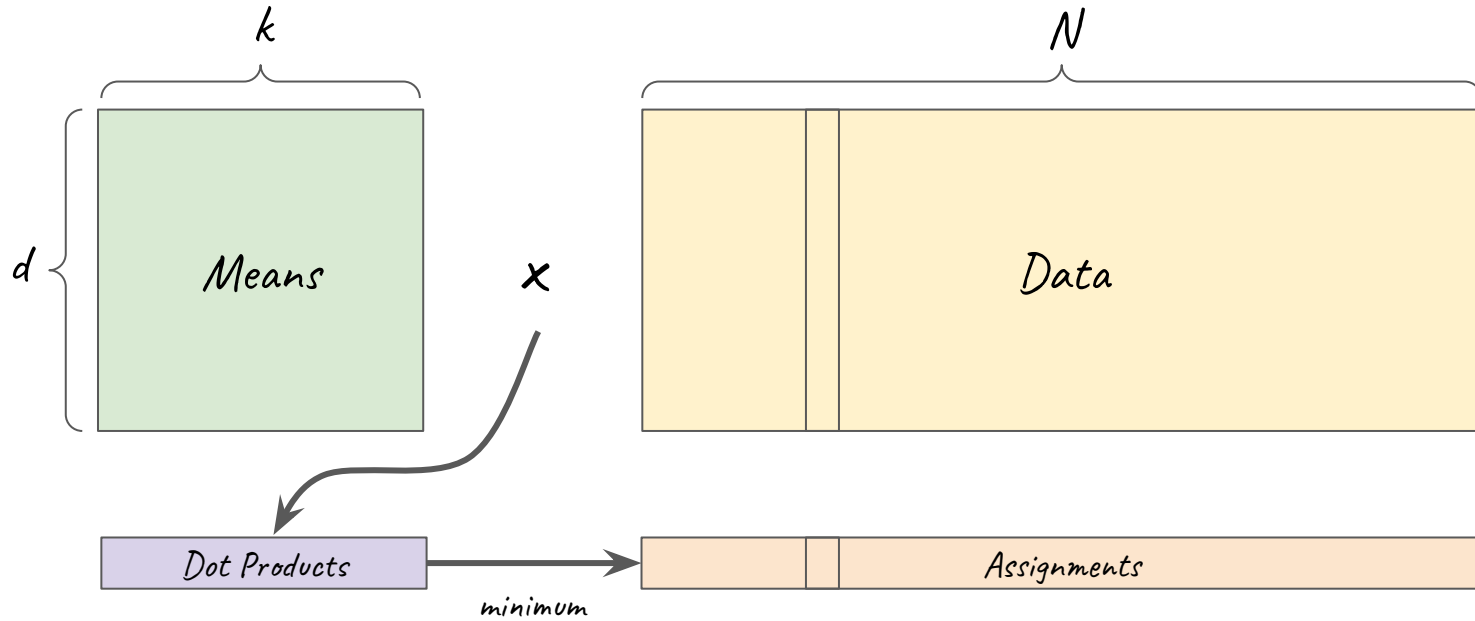 k
N
d
Means
x
Data
Dot Products
Assignments
minimum